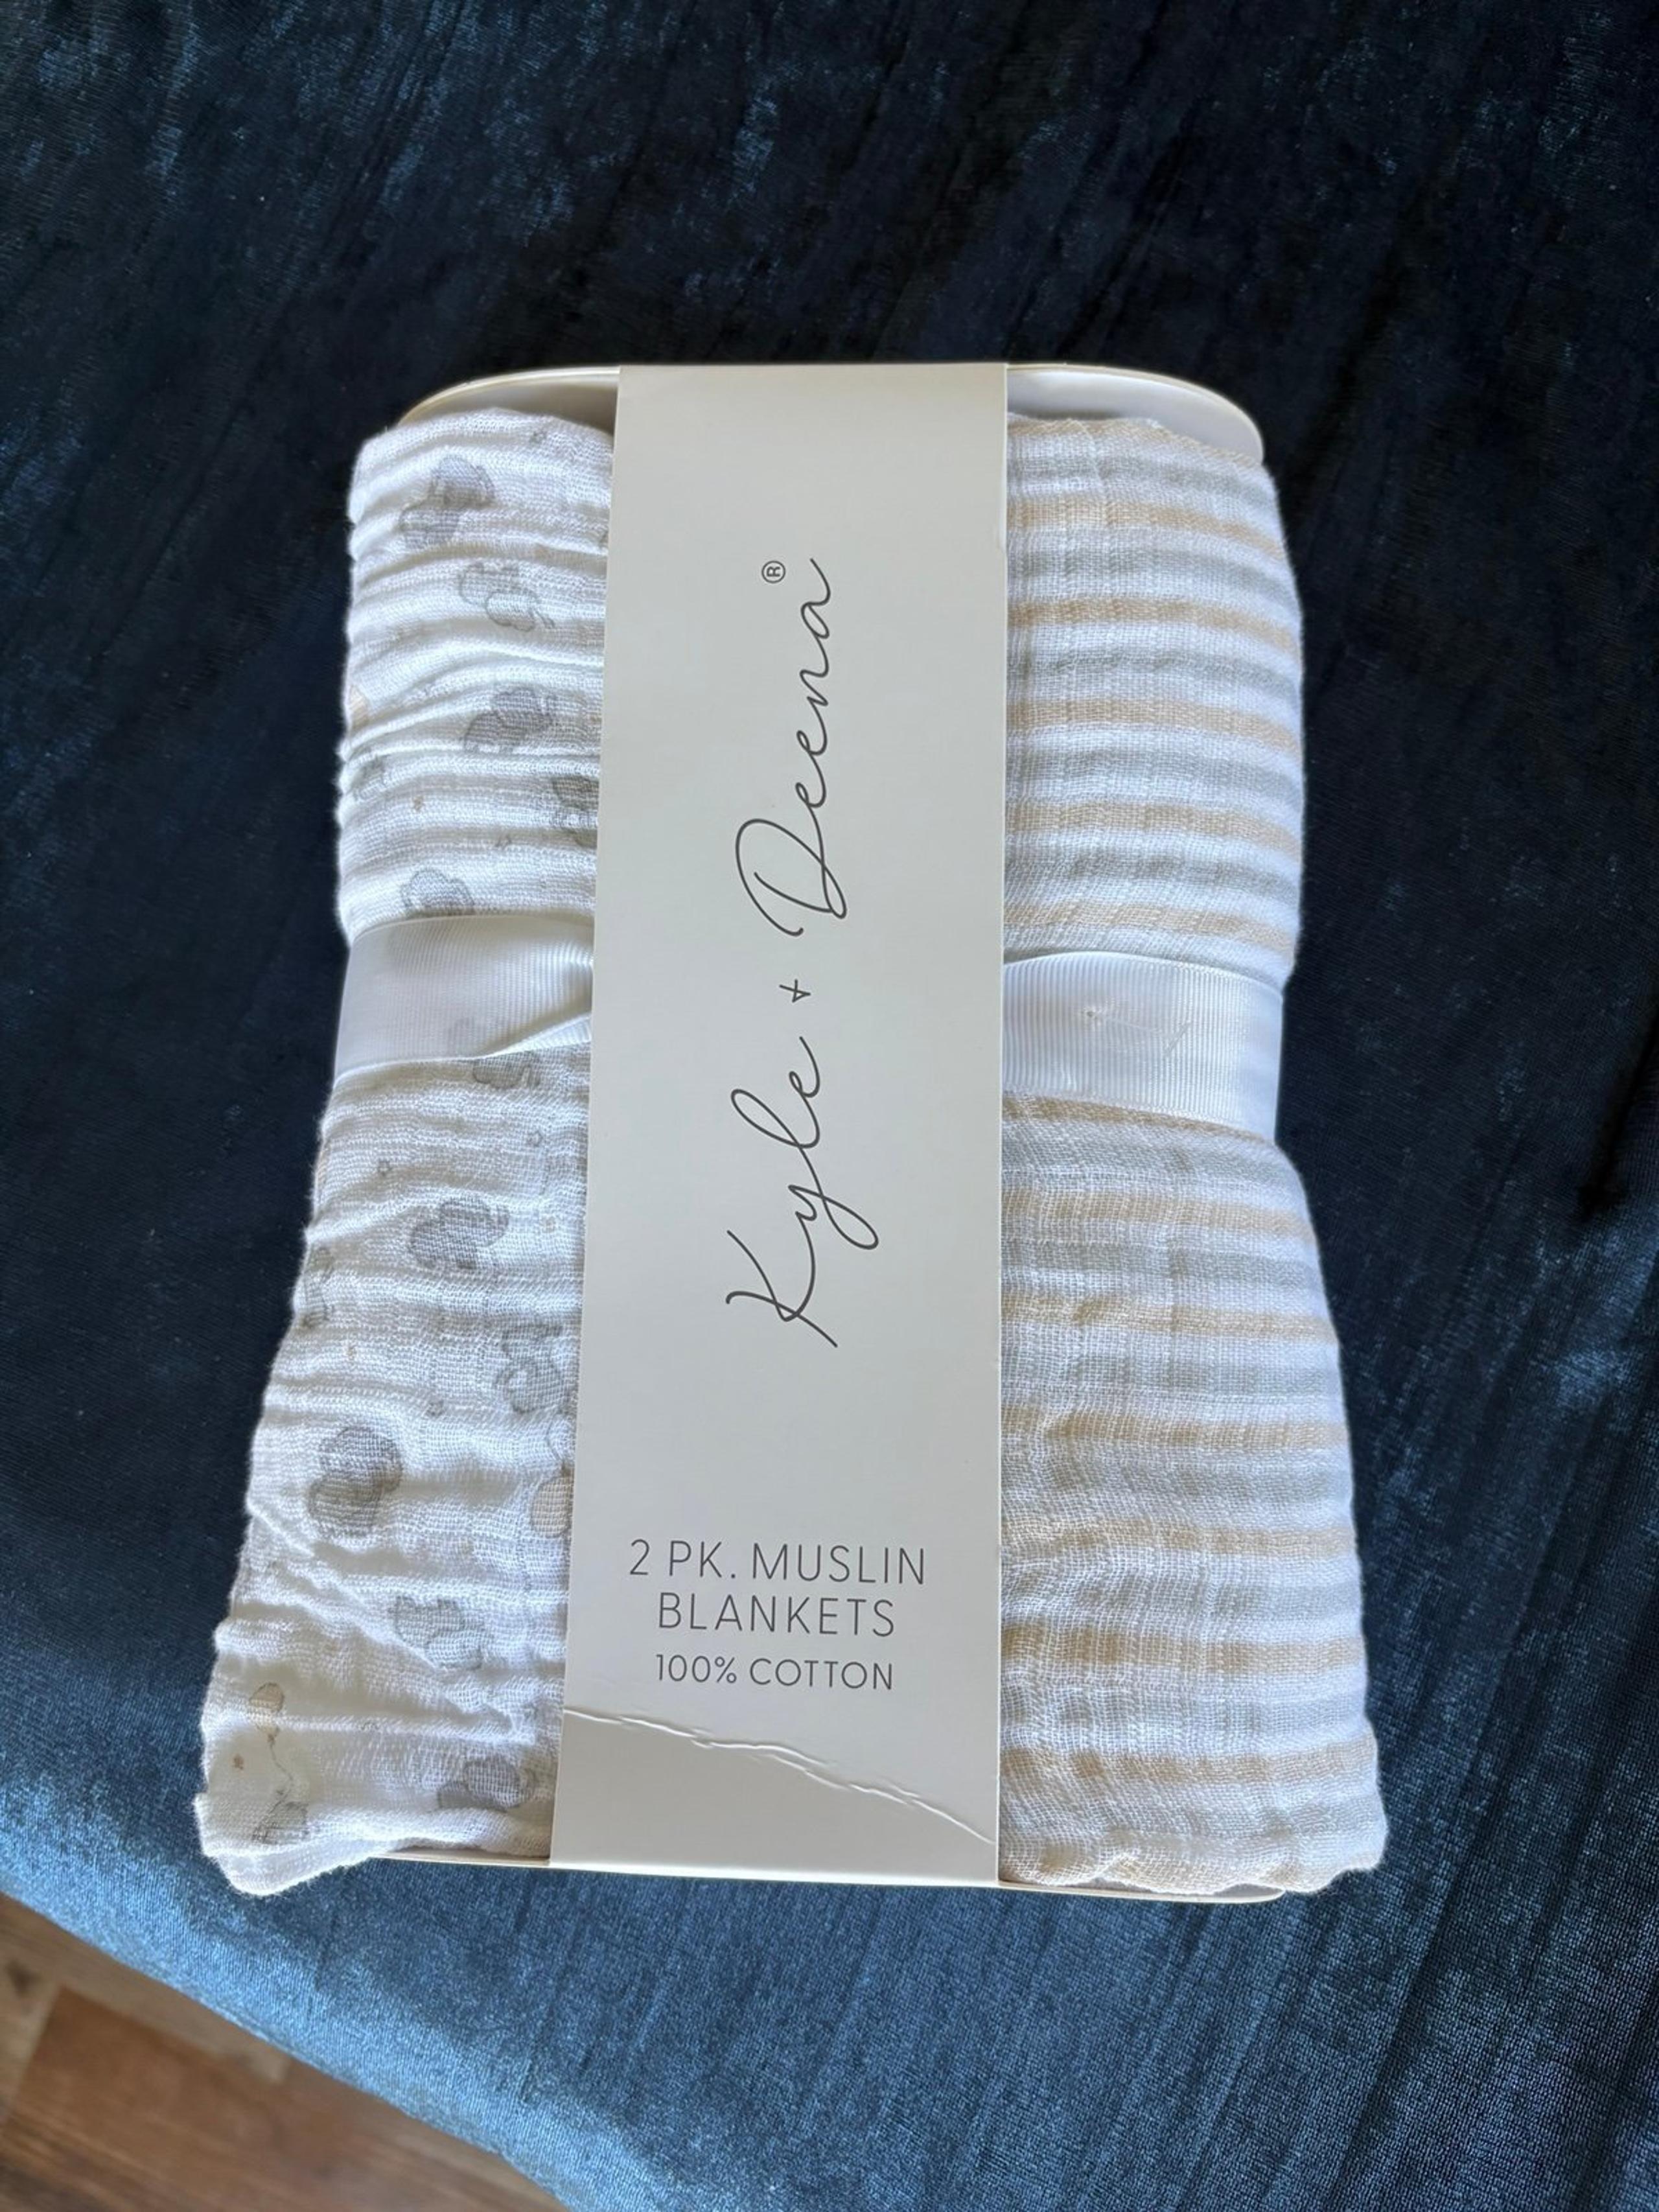 Kyle + Deena®
2 PK. MUSLIN
BLANKETS
100% COTTON